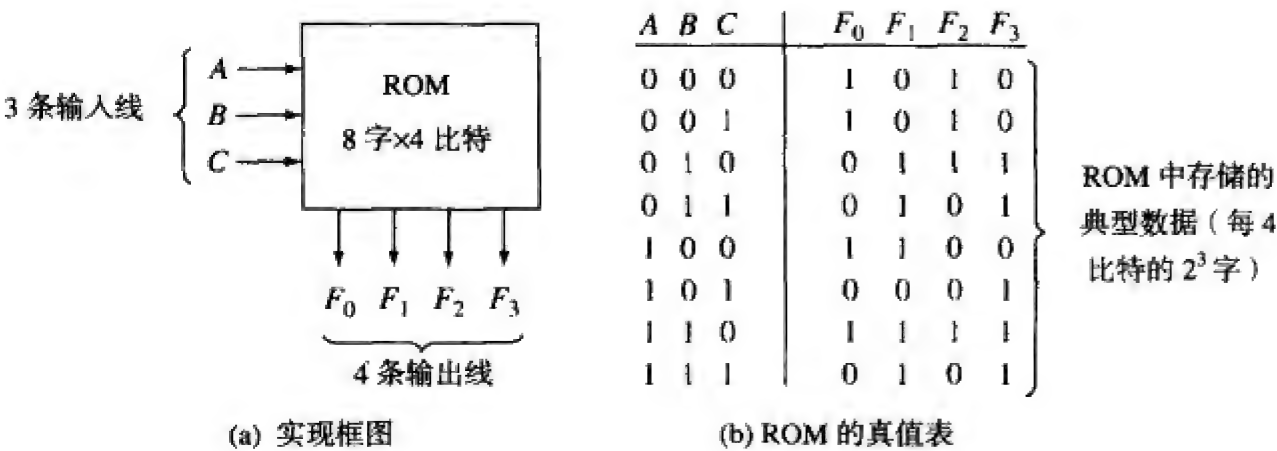 3 条输入线
A
B
C
ROM
8 字×4 比特
F₀ F₁ F₂ F₃
4 条输出线
(a) 实现框图
A B C F₀ F₁ F₂ F₃
0 0 0 1 0 1 0
0 0 1 1 0 1 0
0 1 0 0 1 1 1
0 1 1 0 1 0 1
1 0 0 1 1 0 0
1 0 1 0 0 0 1
1 1 0 1 1 1 1
1 1 1 0 1 0 1
ROM 中存储的
典型数据（每 4
比特的 2³ 字）
(b) ROM 的真值表